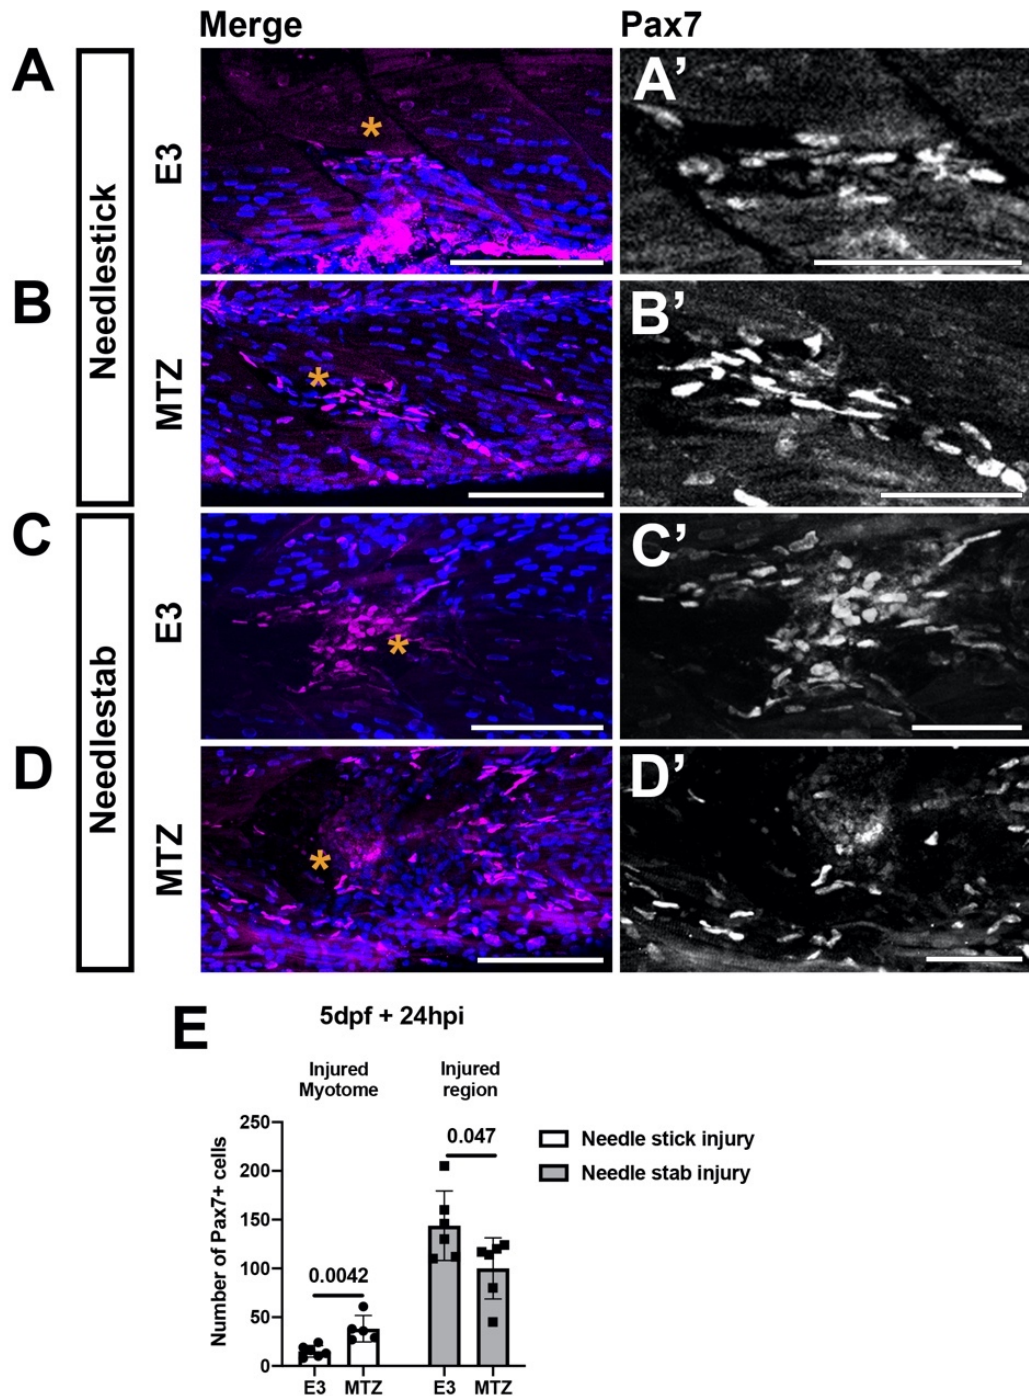 Merge
Pax7
A
A'
Needlestick
E3
B
B'
MTZ
C
C'
Needlestab
E3
D
D'
MTZ
E
5dpf + 24hpi
Injured
Myotome
Injured
region
Number of Pax7+ cells
250
200
150
100
50
0
0.0042
0.047
E3
MTZ
E3
MTZ
Needle stick injury
Needle stab injury